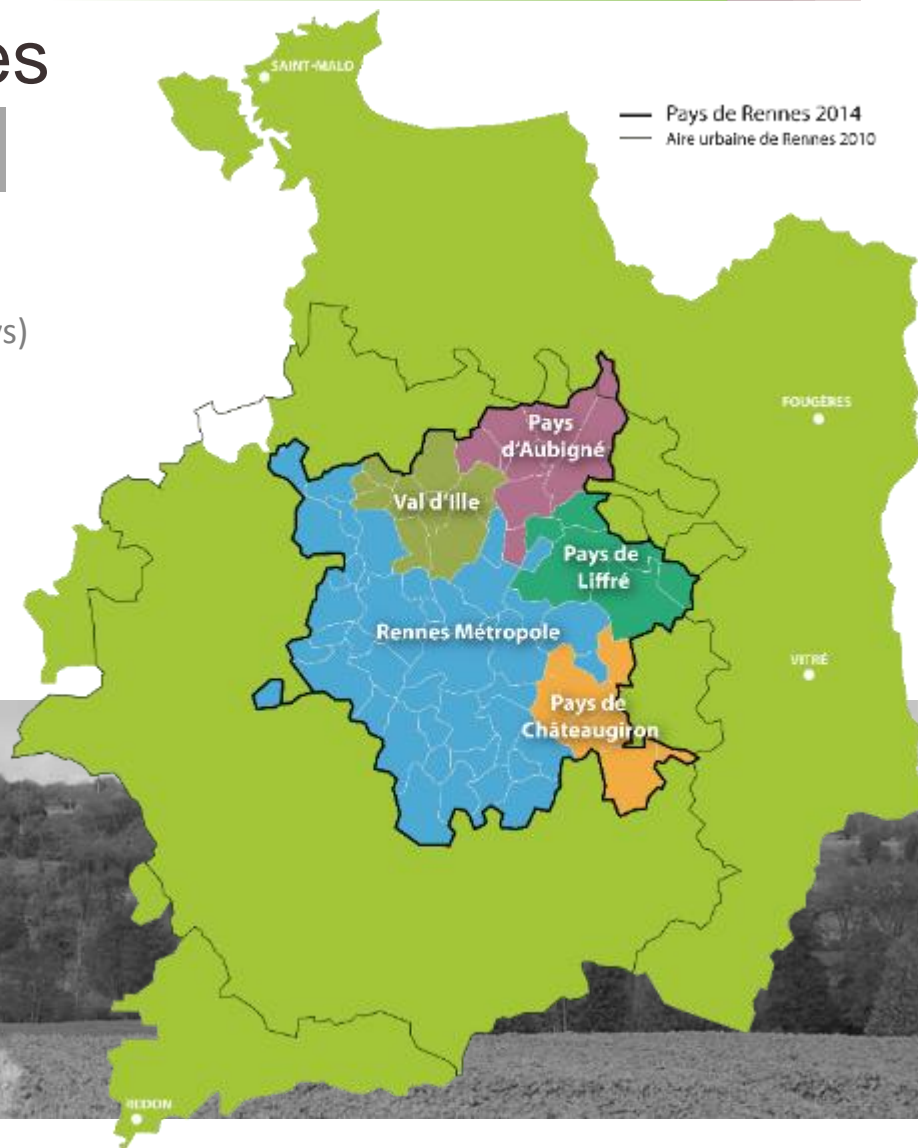 es
SAINT-MALO
Pays de Rennes 2014
Aire urbaine de Rennes 2010
s)
FOUGÈRES
Pays
d'Aubigné
Val d'Ille
Pays de
Liffré
Rennes Métropole
VITRÉ
Pays de
Châteaugiron
REDON